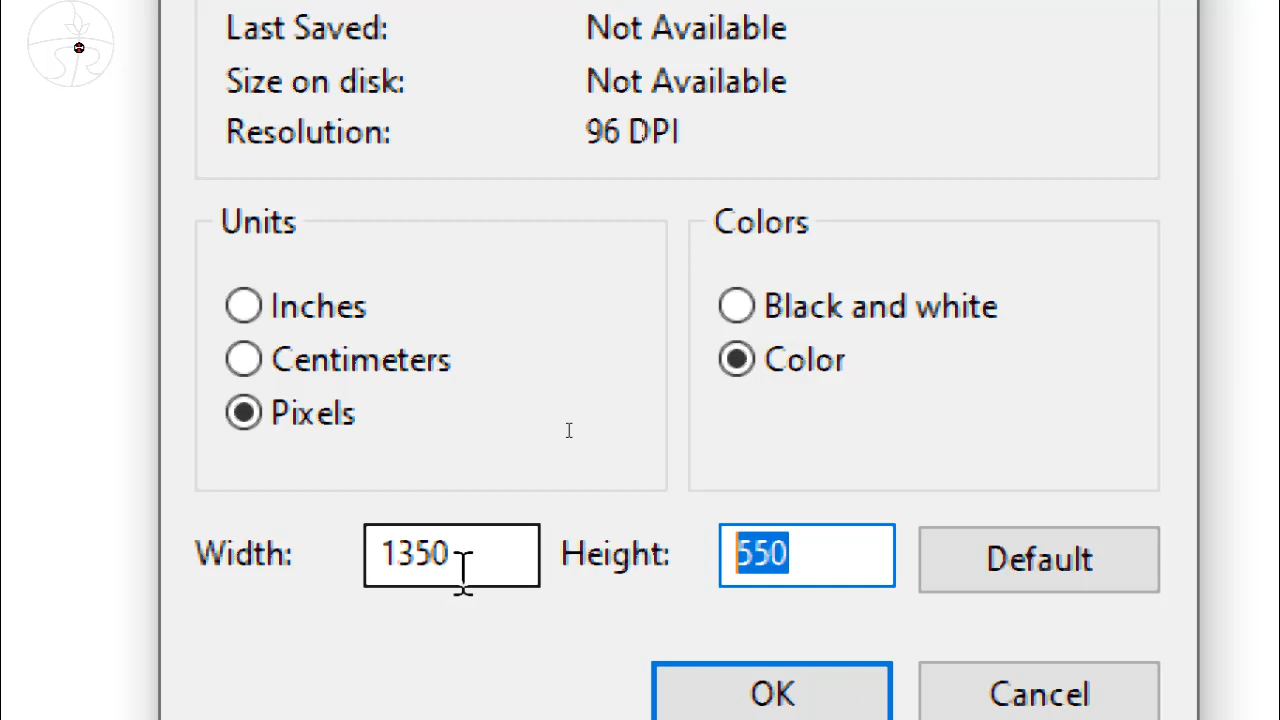 Last Saved: Not Available
Size on disk: Not Available
Resolution: 96 DPI
Units
Colors
Inches
Black and white
Centimeters
Color
Pixels
Width: 1350 Height: 550 Default
OK Cancel